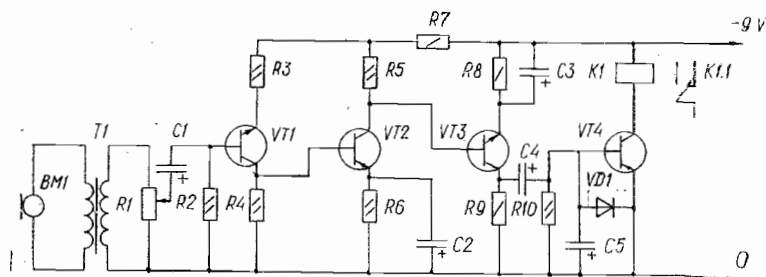 R7
-9 V
R3
R5
R8
C3
K1
K1.1
T1
C1
VT1
VT2
VT3
C4
VT4
BM1
R1
R2
R4
R6
R9
R10
VD1
C2
C5
0